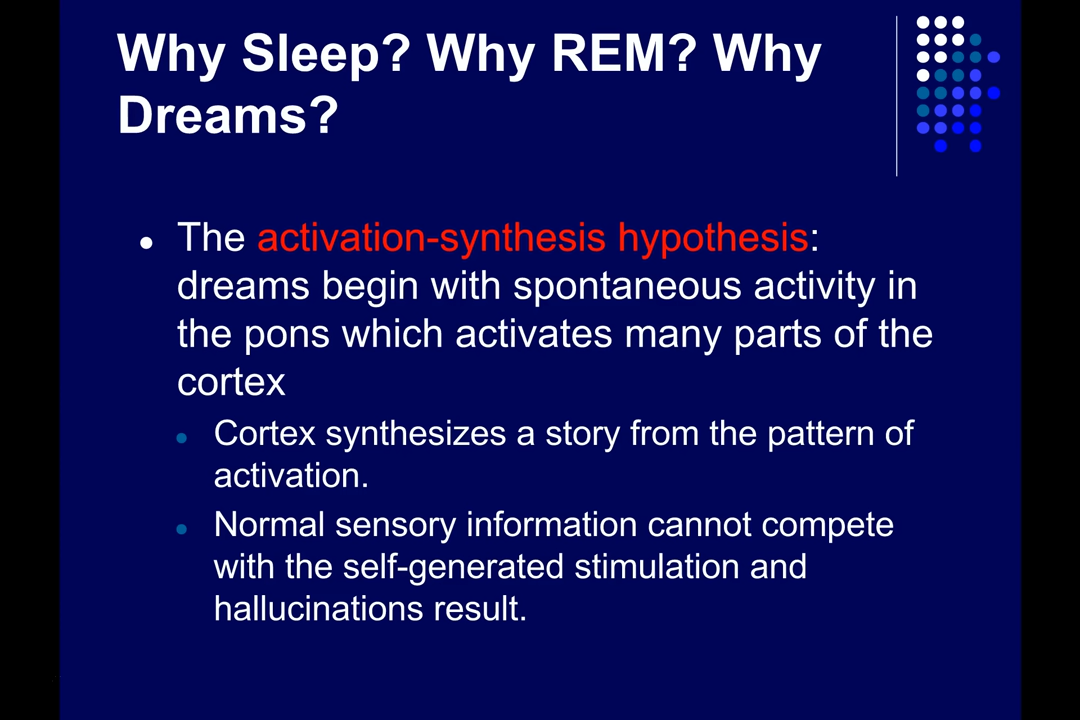 Why Sleep? Why REM? Why
Dreams?
The activation-synthesis hypothesis:
dreams begin with spontaneous activity in
the pons which activates many parts of the
cortex
Cortex synthesizes a story from the pattern of
activation.
Normal sensory information cannot compete
with the self-generated stimulation and
hallucinations result.